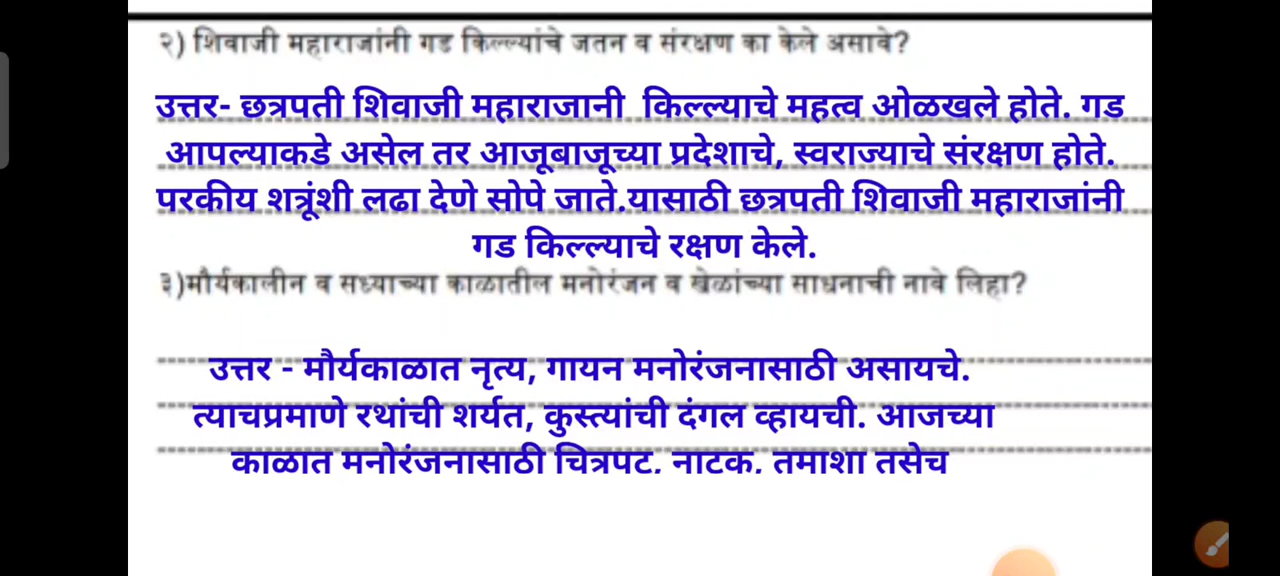 २) शिवाजी महाराजांनी गड किल्ल्यांचे जतन व संरक्षण का केले असावे?
उत्तर- छत्रपती शिवाजी महाराजानी किल्ल्याचे महत्व ओळखले होते. गड
आपल्याकडे असेल तर आजूबाजूच्या प्रदेशाचे, स्वराज्याचे संरक्षण होते.
परकीय शत्रूंशी लढा देणे सोपे जाते.यासाठी छत्रपती शिवाजी महाराजांनी
गड किल्ल्याचे रक्षण केले.
३)मौर्यकालीन व सध्याच्या काळातील मनोरंजन व खेळांच्या साधनाची नावे लिहा?
उत्तर - मौर्यकाळात नृत्य, गायन मनोरंजनासाठी असायचे.
त्याचप्रमाणे रथांची शर्यत, कुस्त्यांची दंगल व्हायची. आजच्या
काळात मनोरंजनासाठी चित्रपट, नाटक, तमाशा तसेच